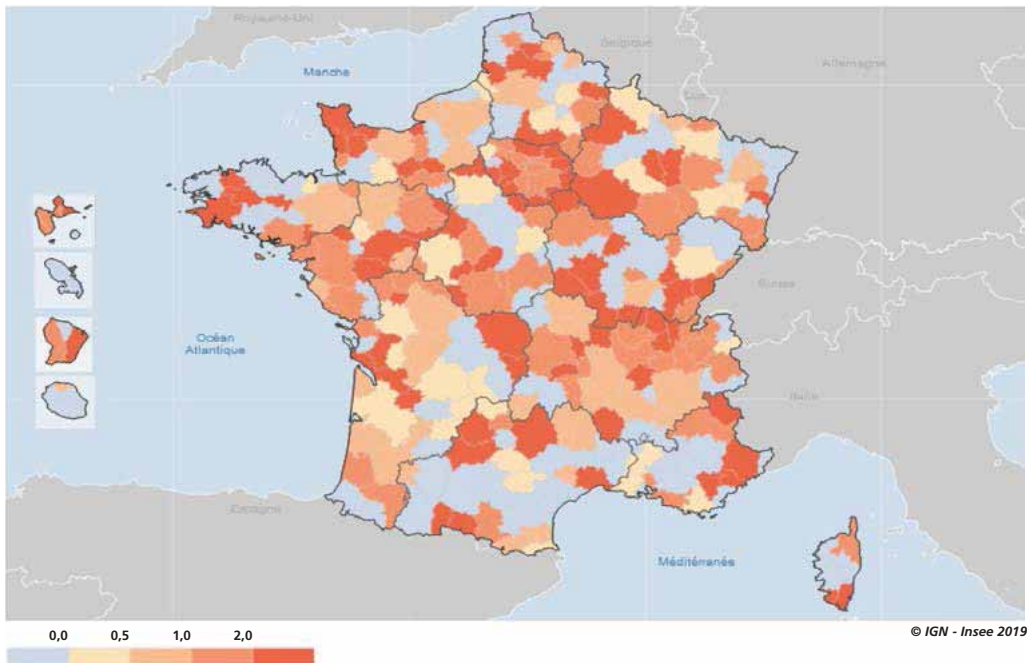 Royaume-Uni
Belgique
Allemagne
Manche
Lux.
Suisse
Océan
Atlantique
Italie
Espagne
Méditerranée
0,0 0,5 1,0 2,0
© IGN - Insee 2019